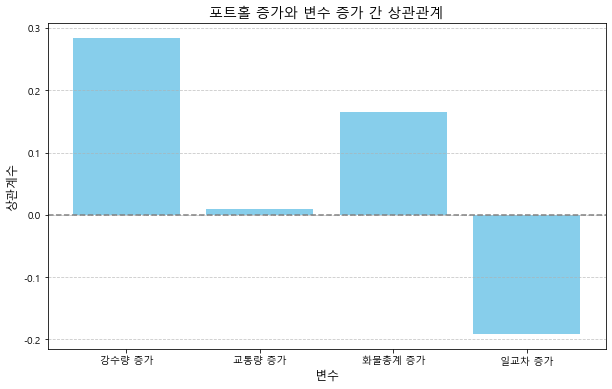 포트홀 증가와 변수 증가 간 상관관계
상관계수
0.3
0.2
0.1
0.0
-0.1
-0.2
강수량 증가
교통량 증가
화물총계 증가
일교차 증가
변수